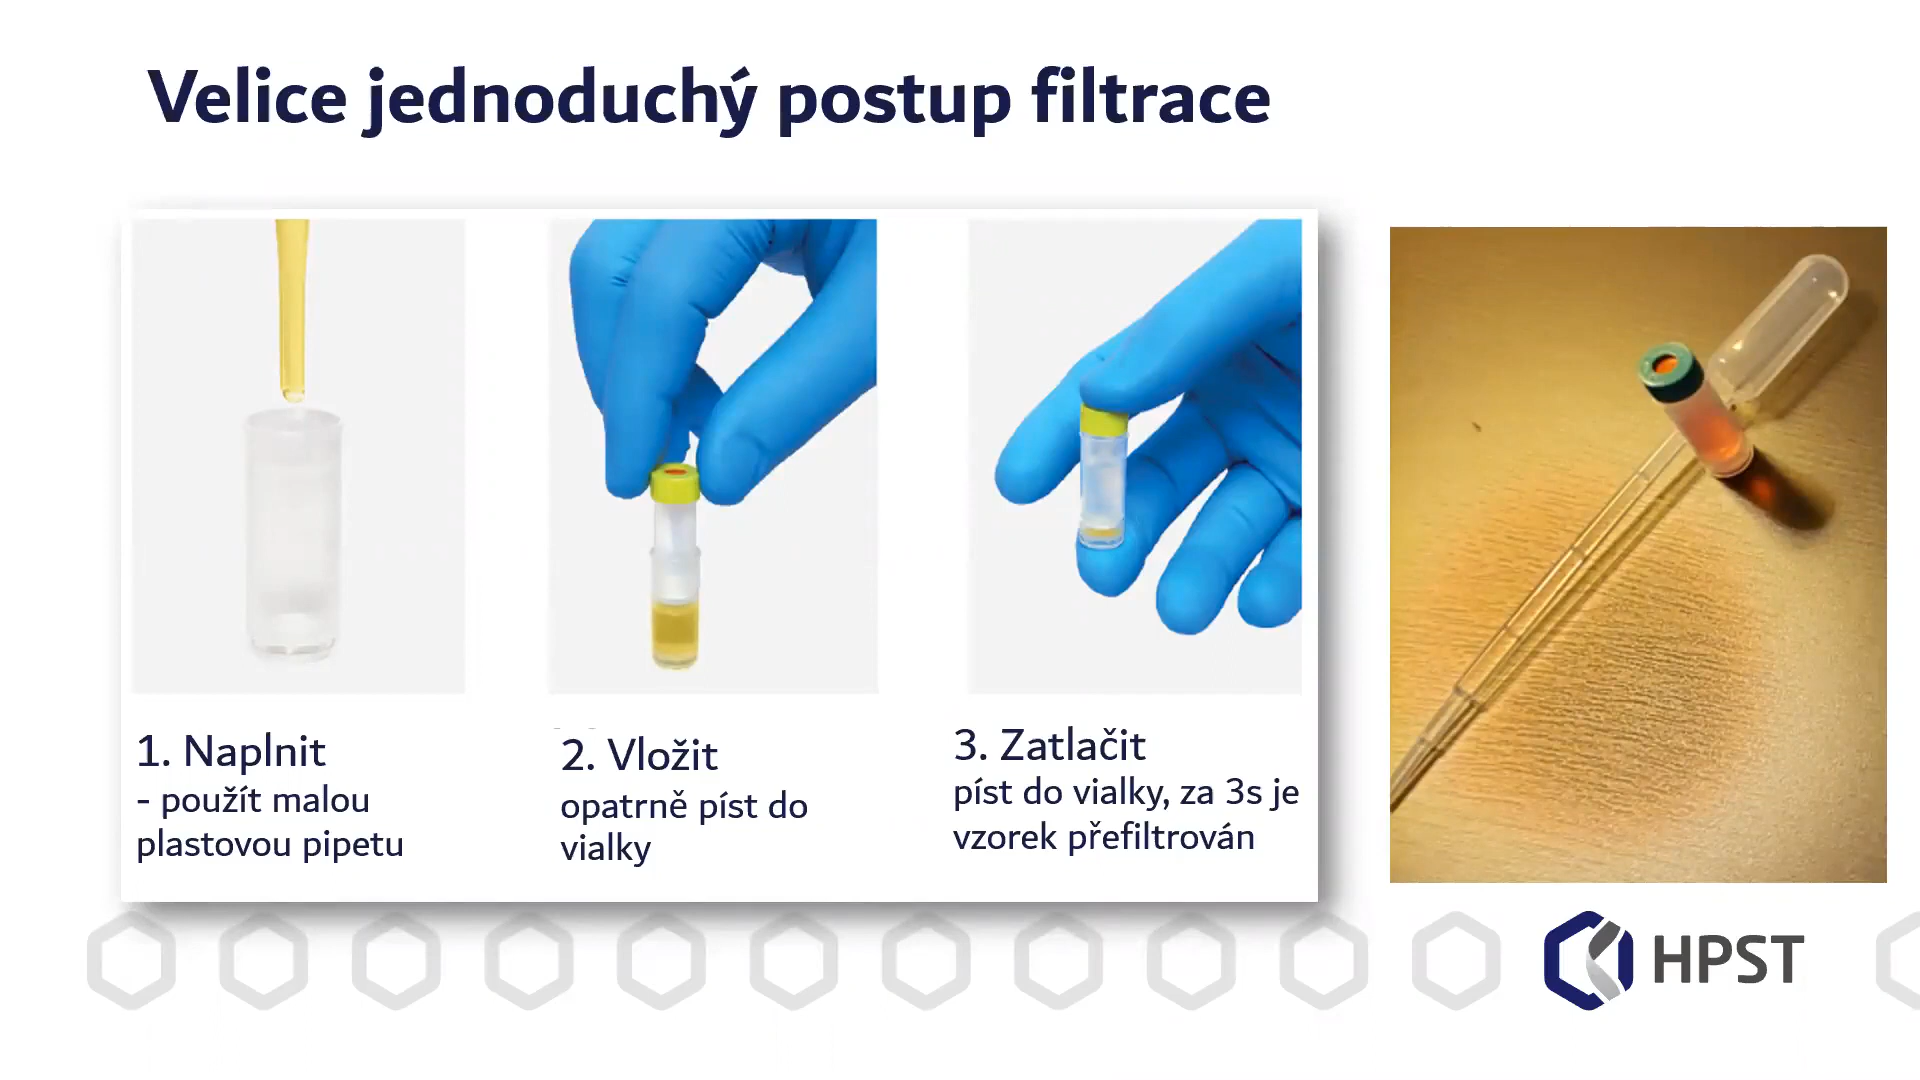 Velice jednoduchý postup filtrace
1. Naplnit
- použít malou
plastovou pipetu
2. Vložit
opatrně píst do
vialky
3. Zatlačit
píst do vialky, za 3s je
vzorek přefiltrován
HPST